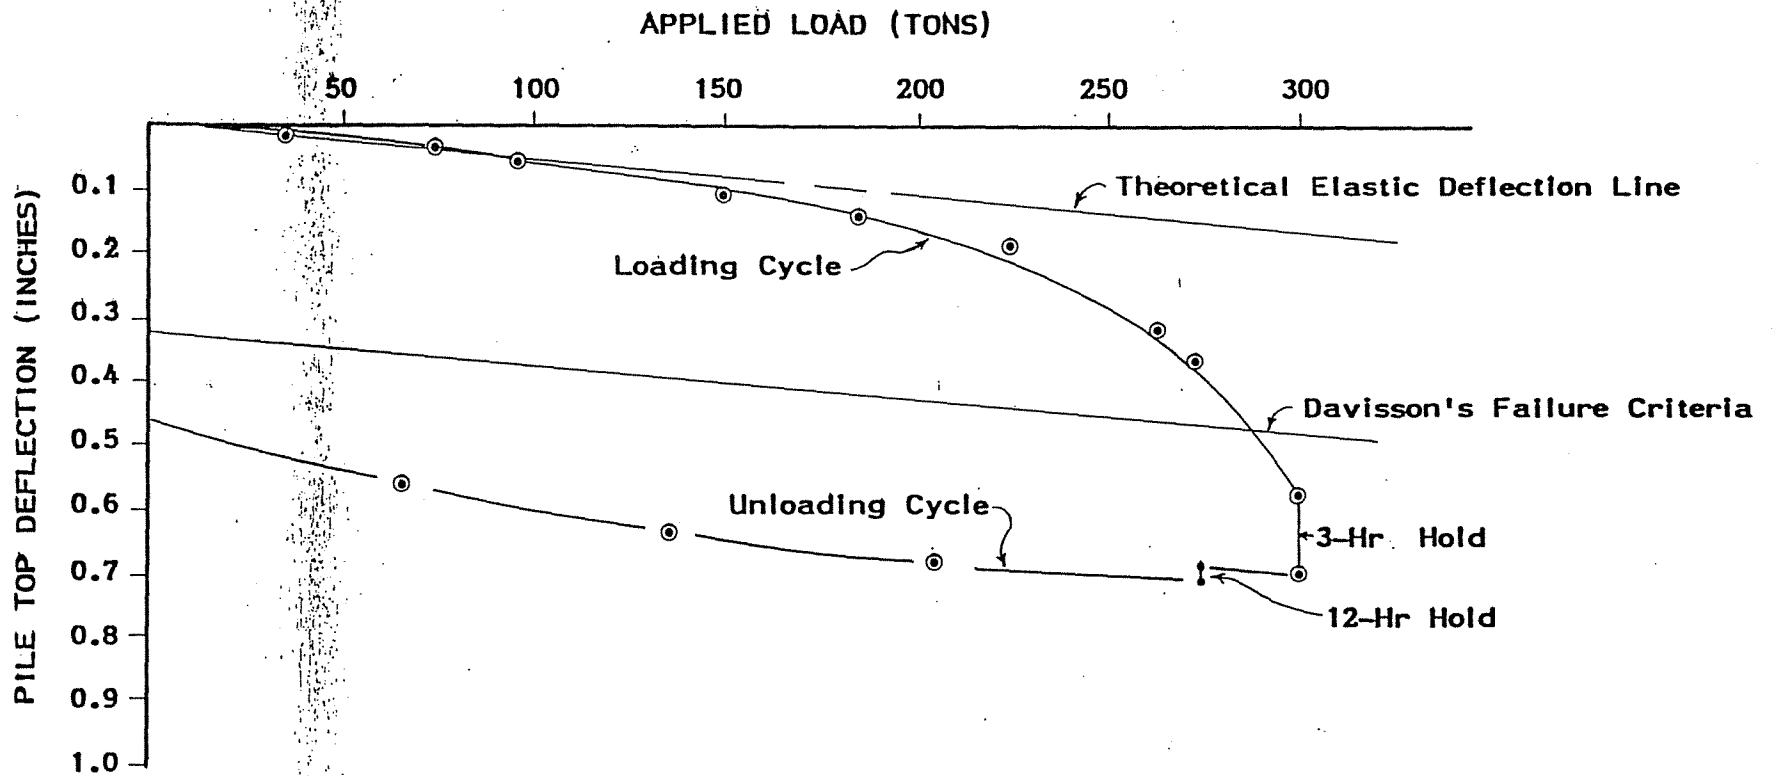 APPLIED LOAD (TONS)
50 100 150 200 250 300
PILE TOP DEFLECTION (INCHES)
0.1
0.2
0.3
0.4
0.5
0.6
0.7
0.8
0.9
1.0
Theoretical Elastic Deflection Line
Loading Cycle
Davisson's Failure Criteria
Unloading Cycle
3-Hr Hold
12-Hr Hold